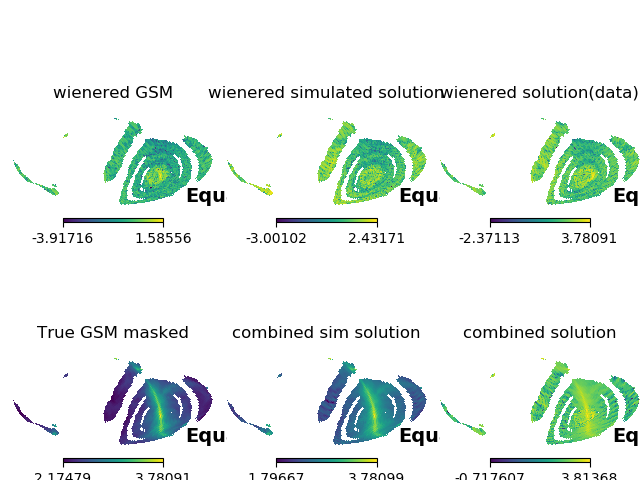 wienered GSM
wienered simulated solution
wienered solution(data)
Equ
Equ
Eq
-3.91716 1.58556
-3.00102 2.43171
-2.37113 3.78091
True GSM masked
combined sim solution
combined solution
Equ
Equ
Eq
2.17479 3.78091
1.79667 3.78099
-0.717607 3.81368